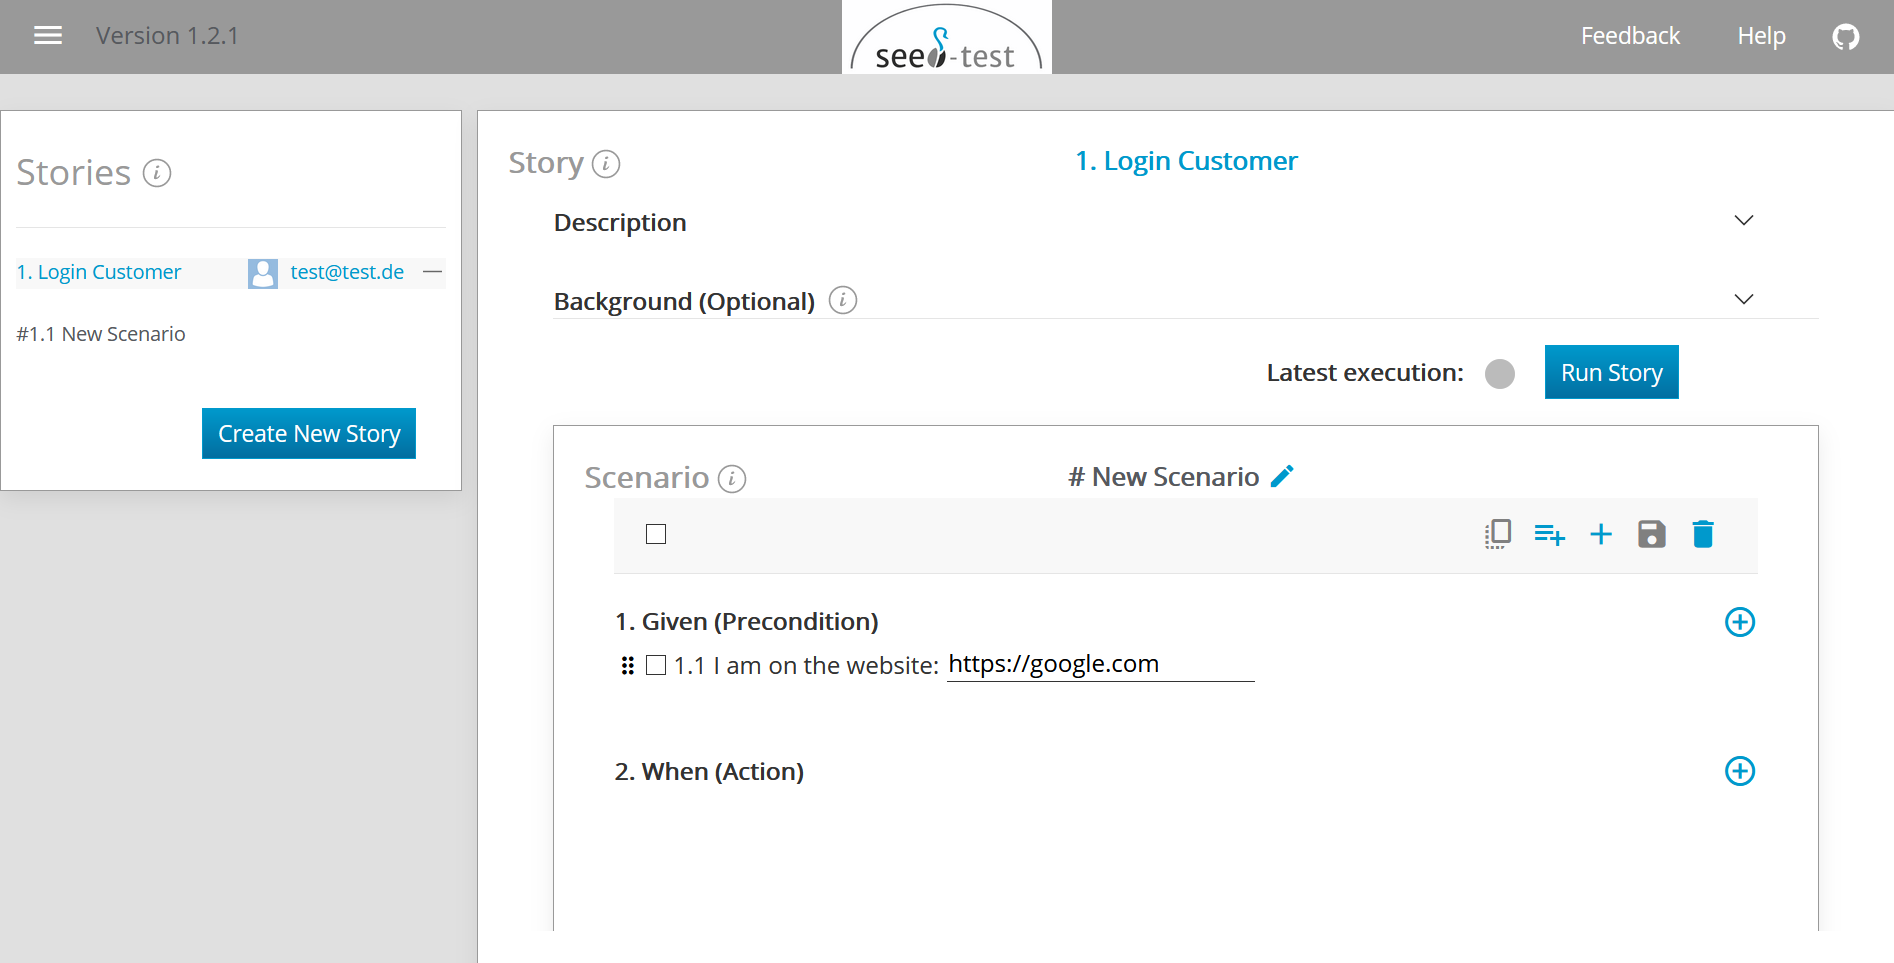 Version 1.2.1
seed-test
Feedback
Help
Stories
1. Login Customer
test@test.de
#1.1 New Scenario
Create New Story
Story
1. Login Customer
Description
Background (Optional)
Latest execution:
Run Story
Scenario
# New Scenario
1. Given (Precondition)
1.1 I am on the website: https://google.com
2. When (Action)